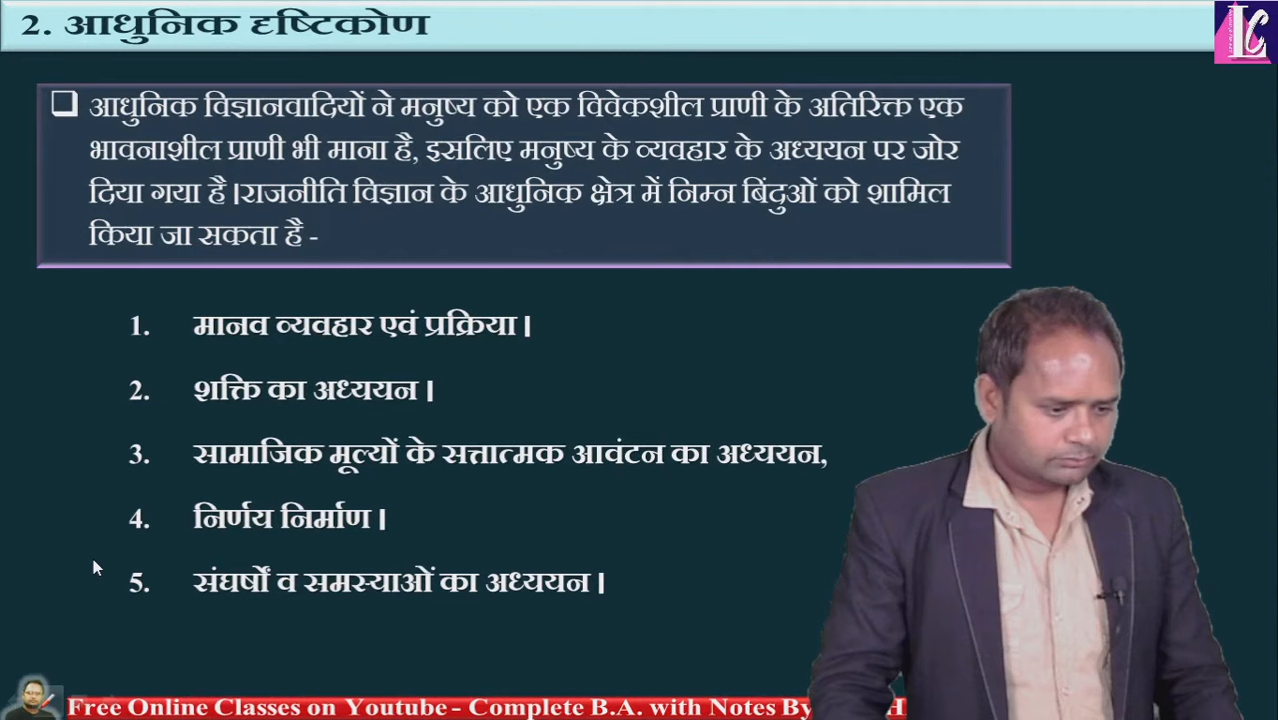 2. आधुनिक दृष्टिकोण
LC
❑ आधुनिक विज्ञानवादियों ने मनुष्य को एक विवेकशील प्राणी के अतिरिक्त एक
भावनाशील प्राणी भी माना है, इसलिए मनुष्य के व्यवहार के अध्ययन पर जोर
दिया गया है।राजनीति विज्ञान के आधुनिक क्षेत्र में निम्न बिंदुओं को शामिल
किया जा सकता है -
1. मानव व्यवहार एवं प्रक्रिया ।
2. शक्ति का अध्ययन ।
3. सामाजिक मूल्यों के सत्तात्मक आवंटन का अध्ययन,
4. निर्णय निर्माण ।
5. संघर्षों व समस्याओं का अध्ययन ।
Free Online Classes on Youtube - Complete B.A. with Notes By